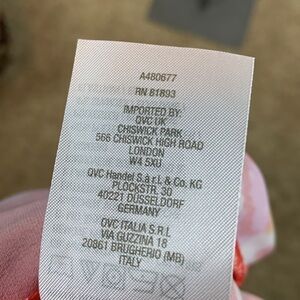 A480677
RN 81893
IMPORTED BY:
QVC UK
CHISWICK PARK
566 CHISWICK HIGH ROAD
LONDON
W4 5XU
QVC Handel S.à r.l. & Co. KG
PLOCKSTR. 30
40221 DÜSSELDORF
GERMANY
QVC ITALIA S.R.L
VIA GUZZINA 18
20861 BRUGHERIO (MB)
ITALY